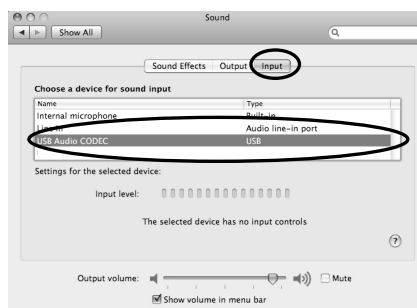 Sound
Show All
Sound Effects Output Input
Choose a device for sound input
Name Type
Internal microphone Built-in
Line In Audio line-in port
USB Audio CODEC USB
Settings for the selected device:
Input level:
The selected device has no input controls
?
Output volume: Mute
Show volume in menu bar